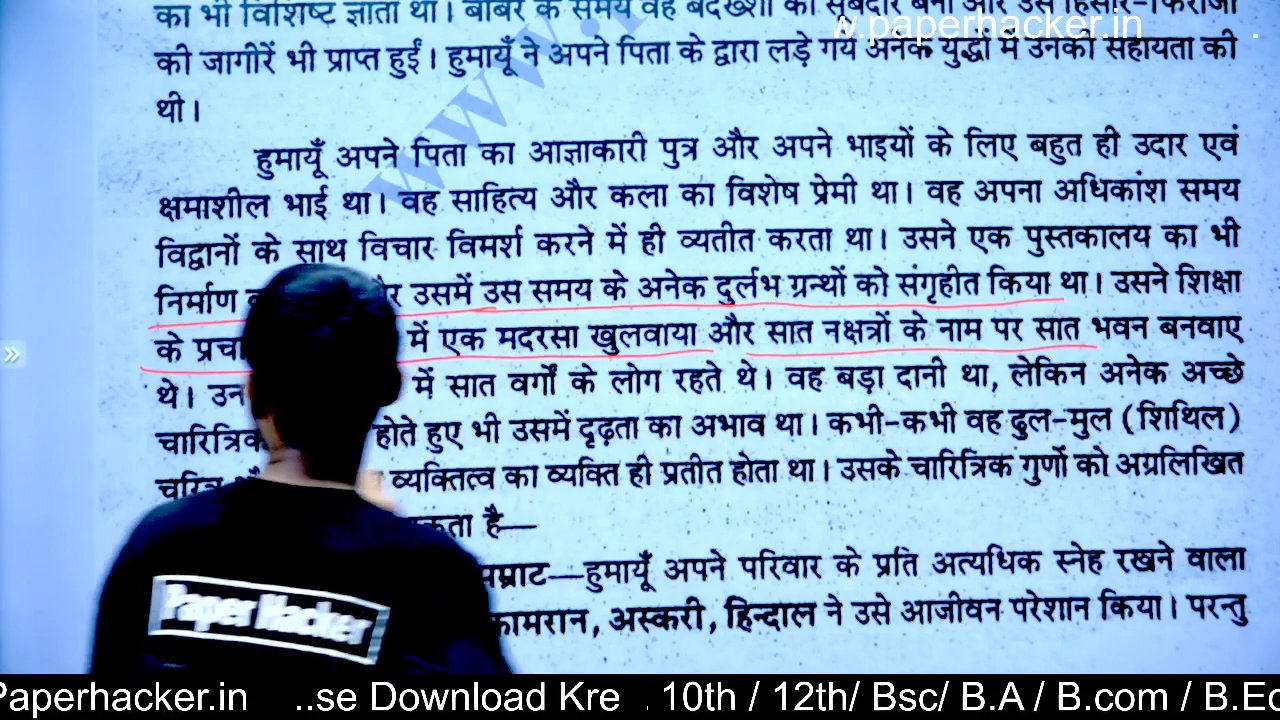 का भी विशिष्ट ज्ञाता था। बाबर के समय वह बदख्शाँ का सूबेदार बना और उसे हिसार-फिरोजा
w.paperhacker.in
की जागीरें भी प्राप्त हुईं। हुमायूँ ने अपने पिता के द्वारा लड़े गये अनेक युद्धों में उनकी सहायता की
थी।
www.
हुमायूँ अपने पिता का आज्ञाकारी पुत्र और अपने भाइयों के लिए बहुत ही उदार एवं
क्षमाशील भाई था। वह साहित्य और कला का विशेष प्रेमी था। वह अपना अधिकांश समय
विद्वानों के साथ विचार विमर्श करने में ही व्यतीत करता था। उसने एक पुस्तकालय का भी
निर्माण उसमें उस समय के अनेक दुर्लभ ग्रन्थों को संगृहीत किया था। उसने शिक्षा
के में एक मदरसा खुलवाया और सात नक्षत्रों के नाम पर सात भवन बनवाए
थे। में सात वर्गों के लोग रहते थे। वह बड़ा दानी था, लेकिन अनेक अच्छे
चारित्रिक होते हुए भी उसमें दृढ़ता का अभाव था। कभी-कभी वह ढुल-मुल (शिथिल)
व्यक्तित्व का व्यक्ति ही प्रतीत होता था। उसके चारित्रिक गुणों को अग्रलिखित
है—
सम्राट—हुमायूँ अपने परिवार के प्रति अत्यधिक स्नेह रखने वाला
कामरान, अस्करी, हिन्दाल ने उसे आजीवन परेशान किया। परन्तु
Paper Hacker
Paperhacker.in ..se Download Kre . 10th / 12th/ Bsc/ B.A / B.com / B.Ed